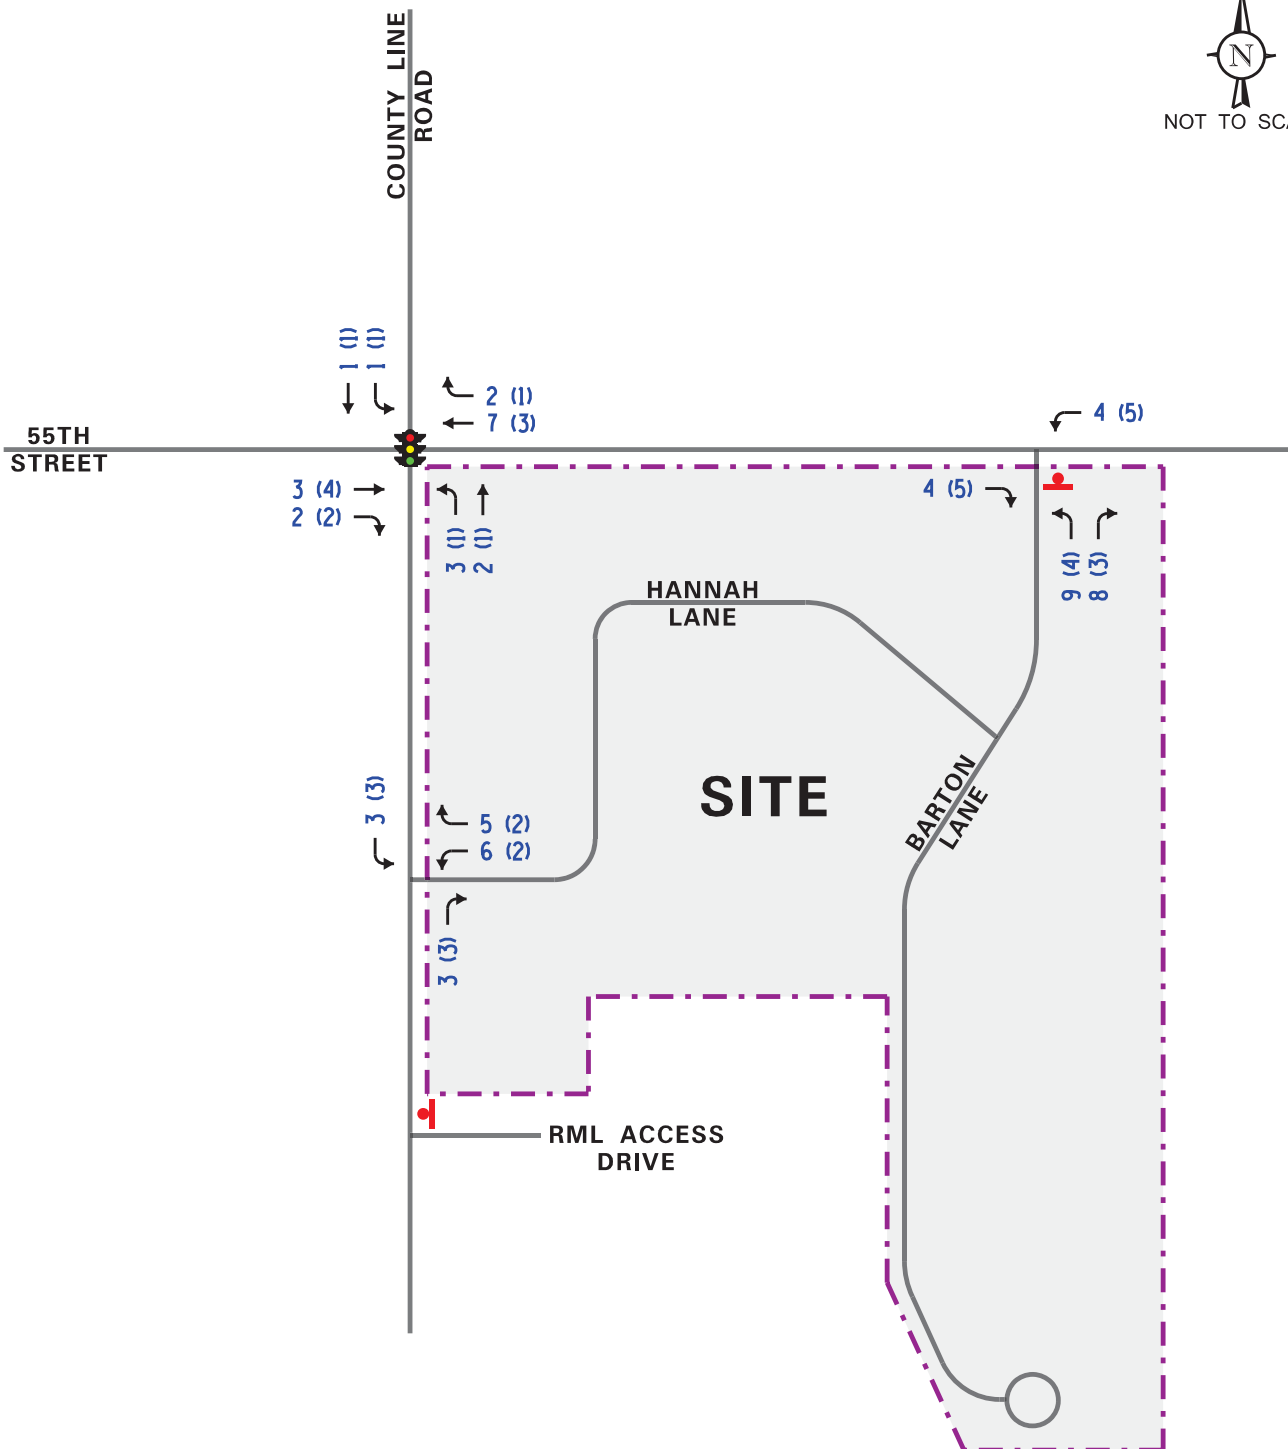 COUNTY LINE
ROAD
N
NOT TO SCA
1 (1)
1 (1)
2 (1)
7 (3)
4 (5)
55TH
STREET
3 (4)
2 (2)
3 (1)
2 (1)
4 (5)
9 (4)
8 (3)
HANNAH
LANE
SITE
BARTON
LANE
3 (3)
5 (2)
6 (2)
3 (3)
RML ACCESS
DRIVE